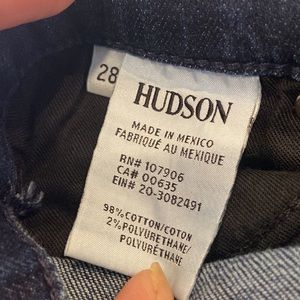 28
HUDSON
MADE IN MEXICO
FABRIQUÉ AU MEXIQUE
RN# 107906
CA# 00635
EIN# 20-3082491
98% COTTON/COTON
2% POLYURETHANE/
POLYURÉTHANE